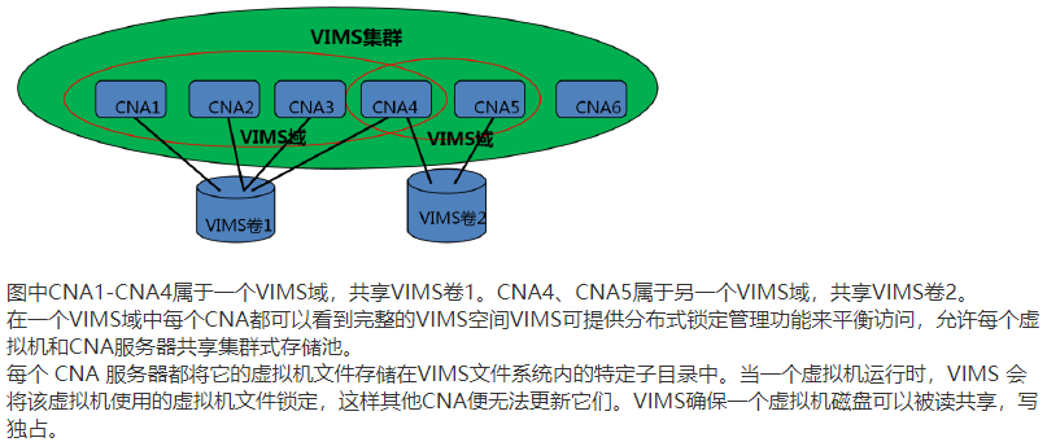 VIMS集群
CNA1 CNA2 CNA3 CNA4 CNA5 CNA6
VIMS域 VIMS域
VIMS卷1 VIMS卷2
图中CNA1-CNA4属于一个VIMS域，共享VIMS卷1。CNA4、CNA5属于另一个VIMS域，共享VIMS卷2。
在一个VIMS域中每个CNA都可以看到完整的VIMS空间VIMS可提供分布式锁定管理功能来平衡访问，允许每个虚
拟机和CNA服务器共享集群式存储池。
每个 CNA 服务器都将它的虚拟机文件存储在VIMS文件系统内的特定子目录中。当一个虚拟机运行时，VIMS 会
将该虚拟机使用的虚拟机文件锁定，这样其他CNA便无法更新它们。VIMS确保一个虚拟机磁盘可以被读共享，写
独占。